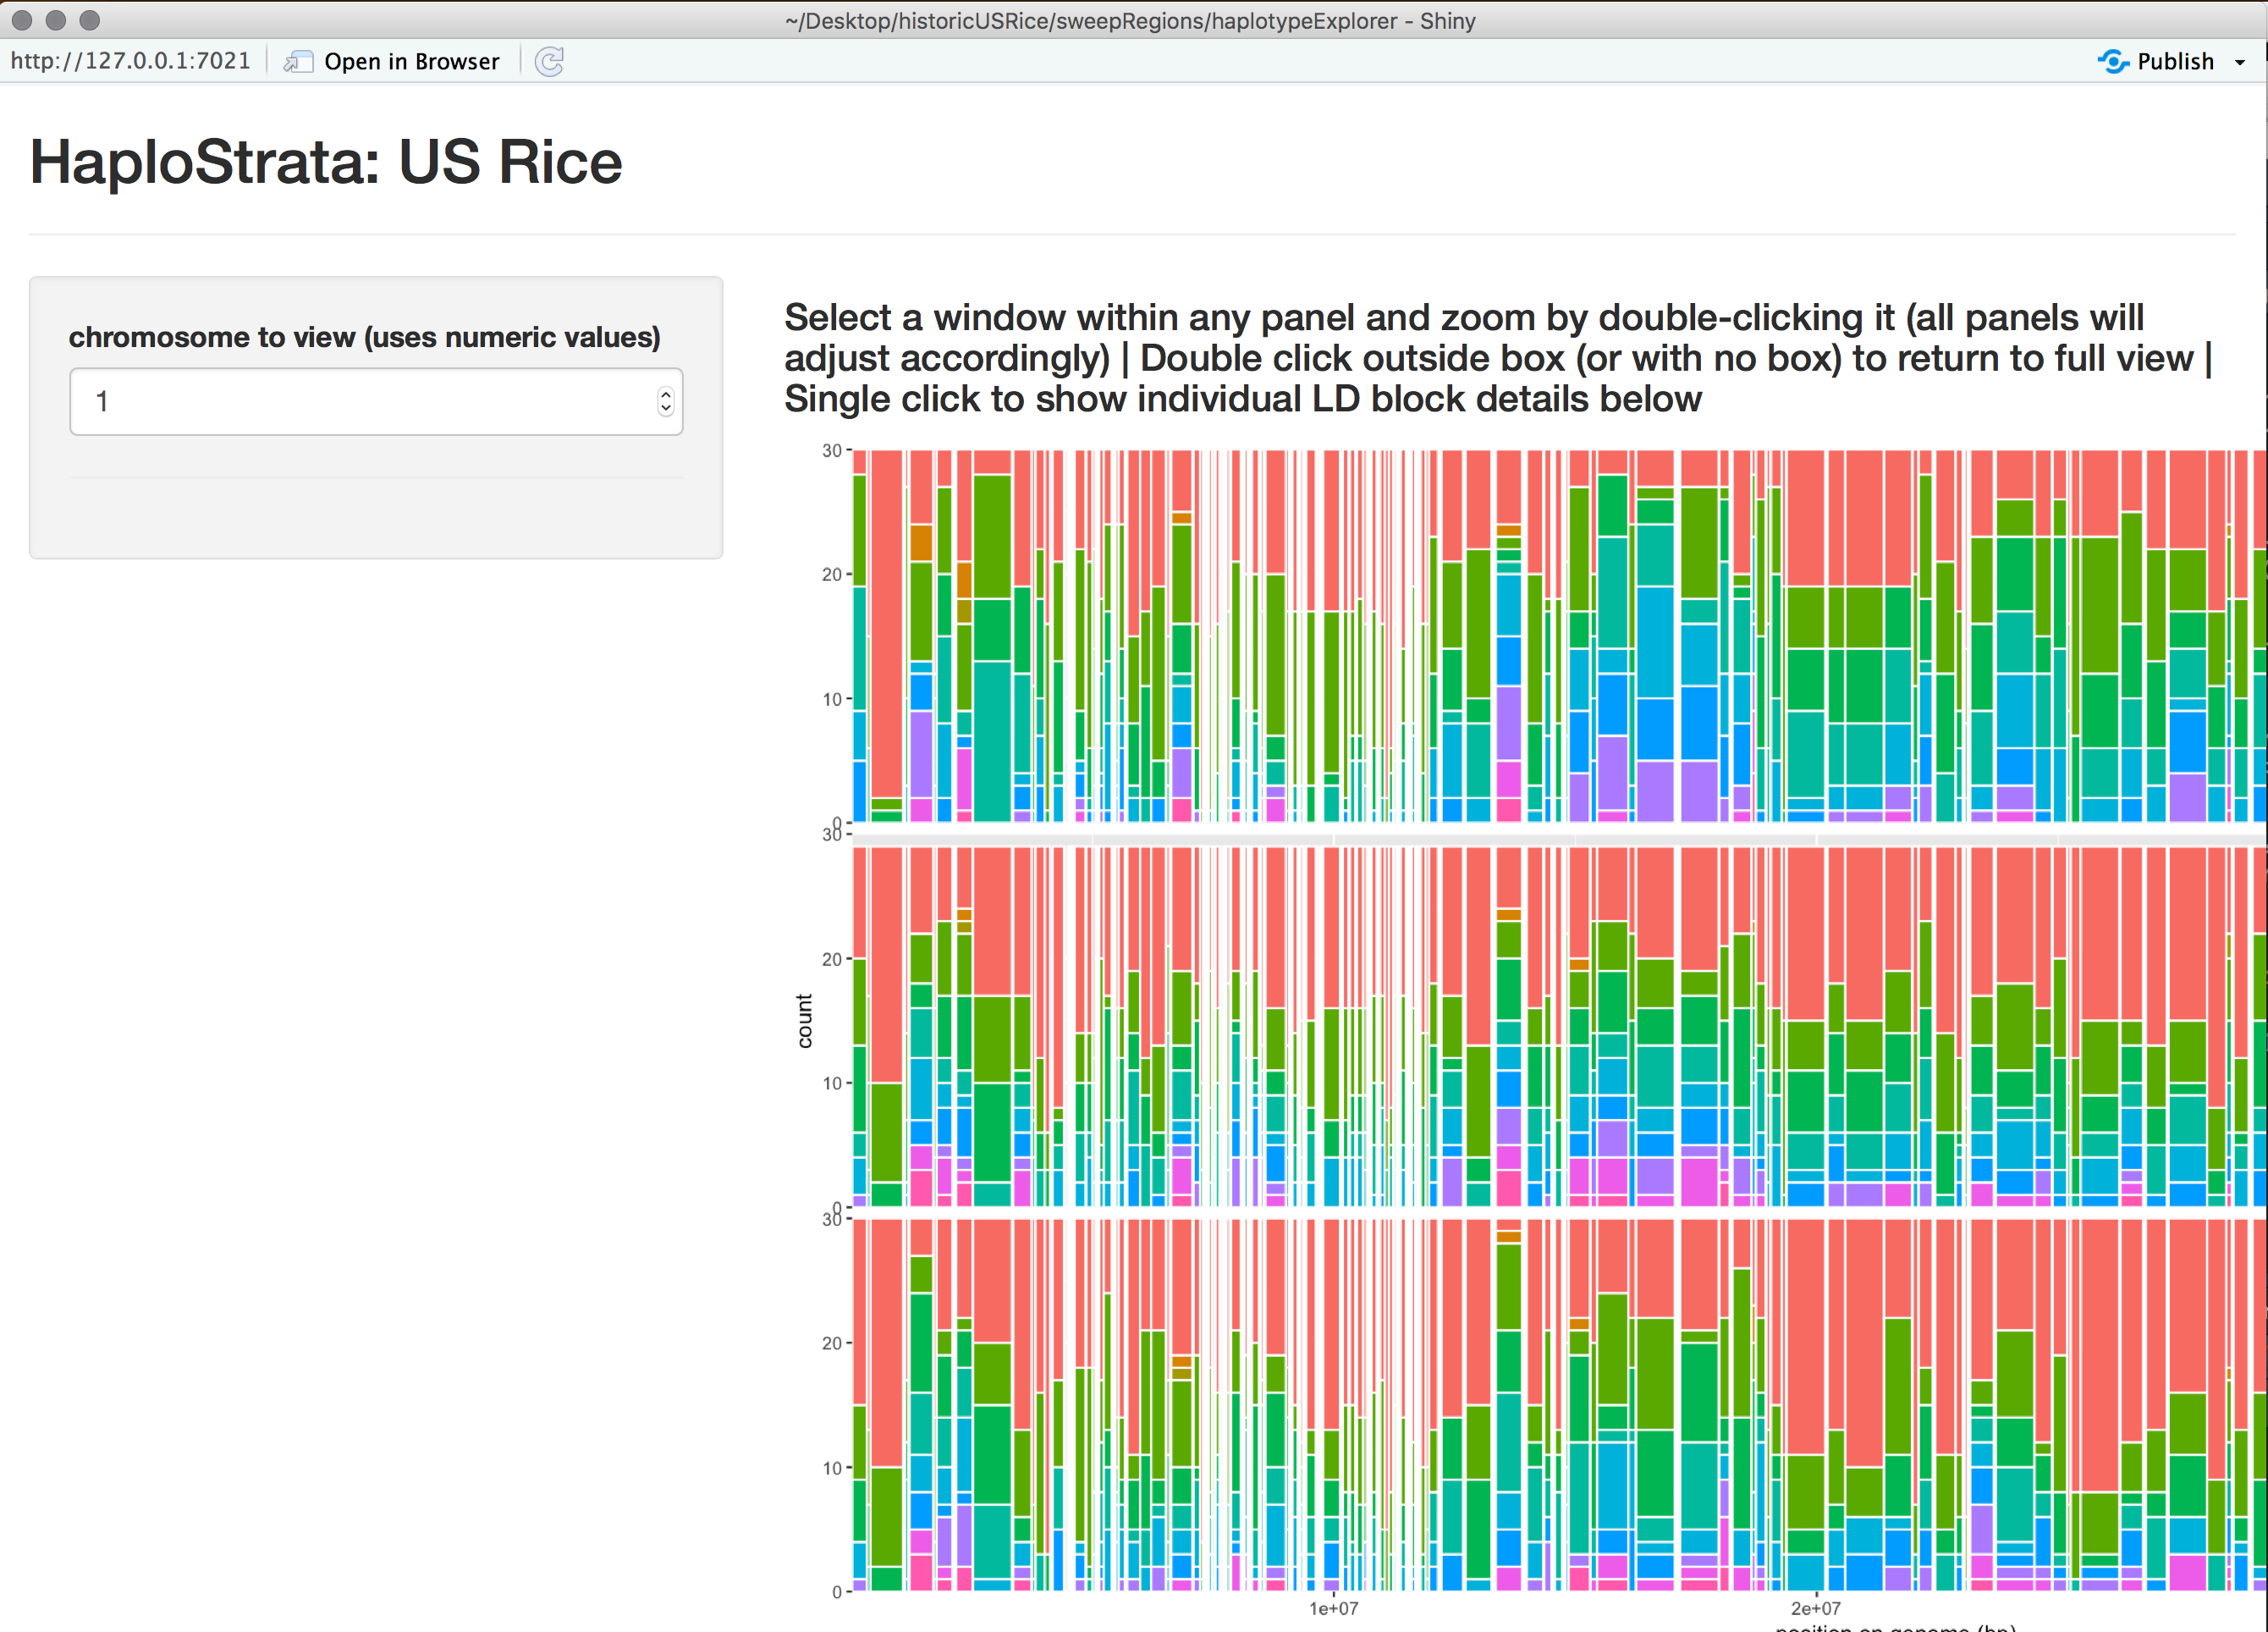 ~/Desktop/historicUSRice/sweepRegions/haplotypeExplorer - Shiny
http://127.0.0.1:7021 Open in Browser Publish
HaploStrata: US Rice
chromosome to view (uses numeric values)
1
Select a window within any panel and zoom by double-clicking it (all panels will
adjust accordingly) | Double click outside box (or with no box) to return to full view |
Single click to show individual LD block details below
30
20
10
0
30
20
10
0
30
20
10
0
count
1e+07 2e+07
position on genome (bp)